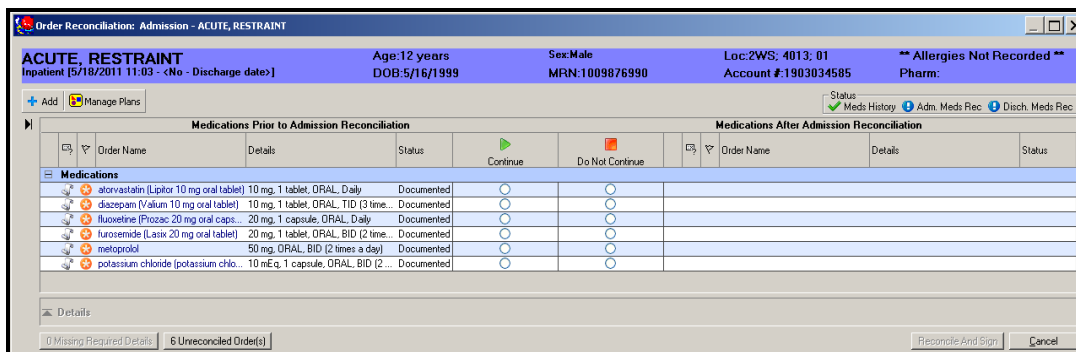 Order Reconciliation: Admission - ACUTE, RESTRAINT
ACUTE, RESTRAINT Age:12 years Sex:Male Loc:2WS; 4013; 01 ** Allergies Not Recorded **
Inpatient [5/18/2011 11:03 - <No - Discharge date>] DOB:5/16/1999 MRN:1009876990 Account #:1903034585 Pharm:
Add Manage Plans
Status
Meds History Adm. Meds Rec Disch. Meds Rec
Medications Prior to Admission Reconciliation Medications After Admission Reconciliation
Order Name Details Status Continue Do Not Continue Order Name Details Status
Medications
atorvastatin (Lipitor 10 mg oral tablet) 10 mg, 1 tablet, ORAL, Daily Documented
diazepam (Valium 10 mg oral tablet) 10 mg, 1 tablet, ORAL, TID (3 time... Documented
fluoxetine (Prozac 20 mg oral caps... 20 mg, 1 capsule, ORAL, Daily Documented
furosemide (Lasix 20 mg oral tablet) 20 mg, 1 tablet, ORAL, BID (2 time... Documented
metoprolol 50 mg, ORAL, BID (2 times a day) Documented
potassium chloride (potassium chlo... 10 mEq, 1 capsule, ORAL, BID (2 ... Documented
Details
0 Missing Required Details 6 Unreconciled Order(s) Reconcile And Sign Cancel